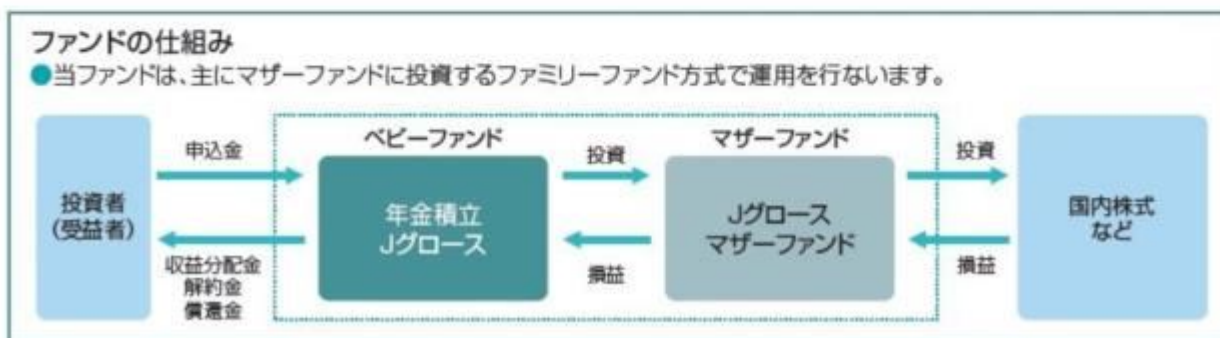 ファンドの仕組み
●当ファンドは、主にマザーファンドに投資するファミリーファンド方式で運用を行ないます。
投資者
(受益者)
申込金
収益分配金
解約金
償還金
ベビーファンド
年金積立
Jグロース
投資
損益
マザーファンド
Jグロース
マザーファンド
投資
損益
国内株式
など